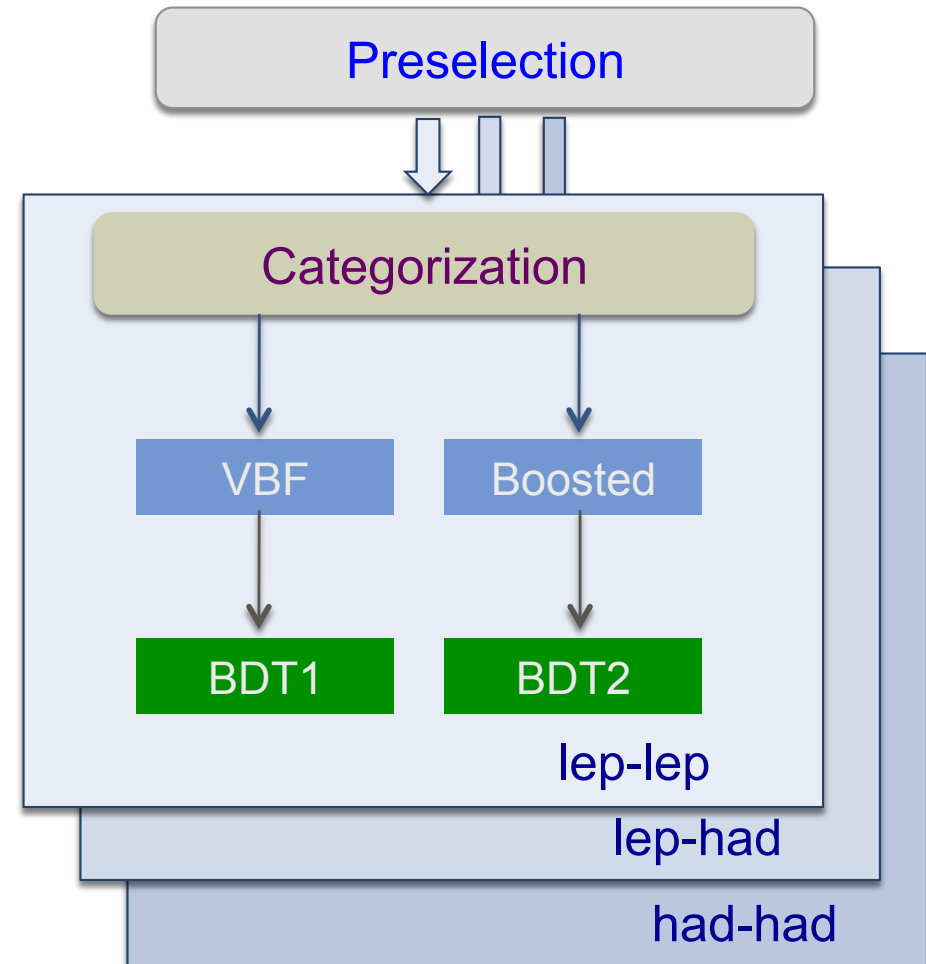 Preselection
Categorization
VBF
Boosted
BDT1
BDT2
lep-lep
lep-had
had-had